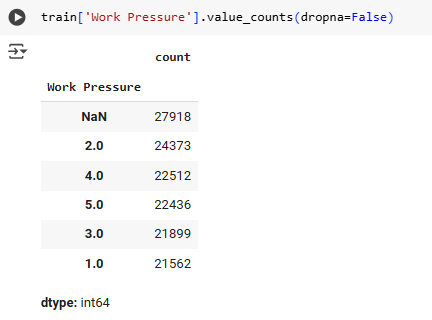 train['Work Pressure'].value_counts(dropna=False)
count
Work Pressure
NaN 27918
2.0 24373
4.0 22512
5.0 22436
3.0 21899
1.0 21562
dtype: int64